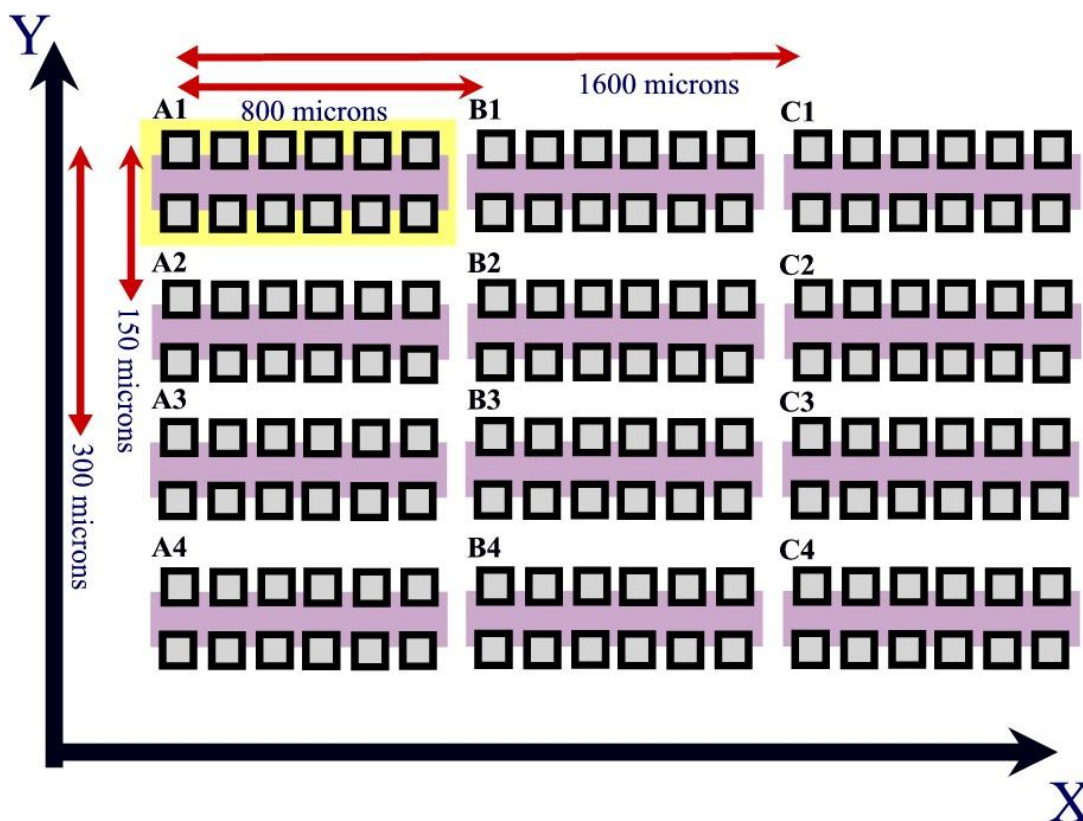 Y
1600 microns
800 microns
A1
B1
C1
A2
B2
C2
150 microns
300 microns
A3
B3
C3
A4
B4
C4
X